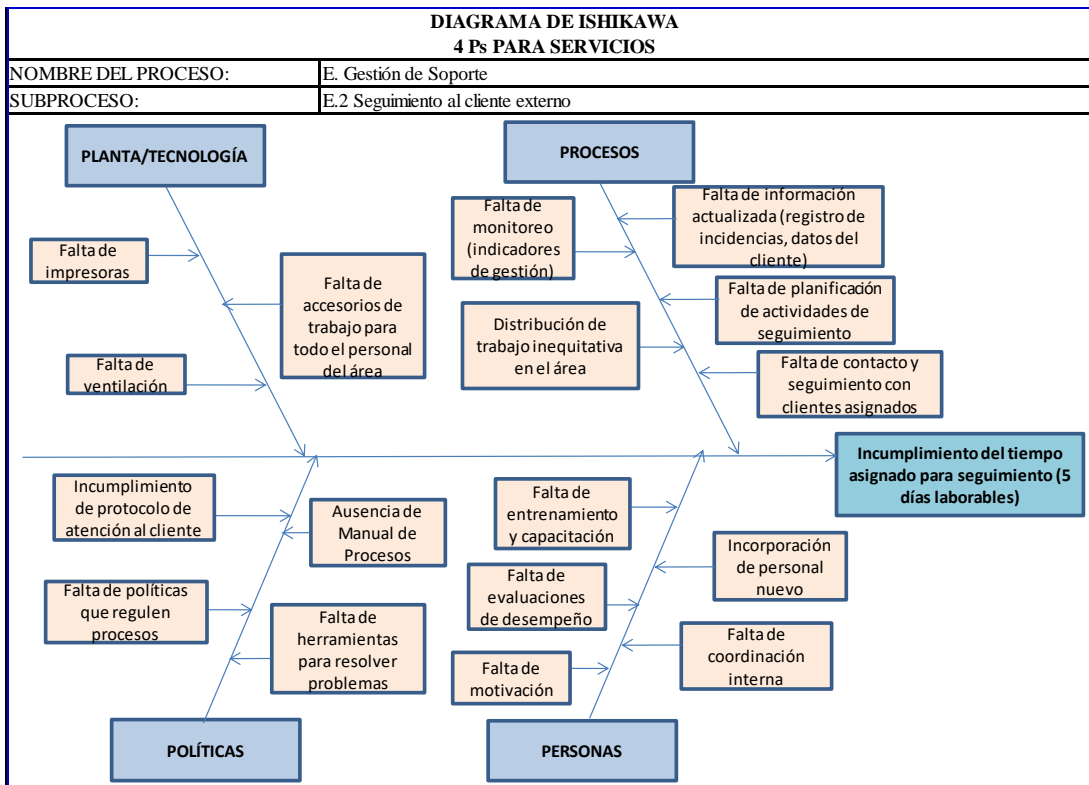 DIAGRAMA DE ISHIKAWA
4 Ps PARA SERVICIOS
NOMBRE DEL PROCESO: E. Gestión de Soporte
SUBPROCESO: E.2 Seguimiento al cliente externo
PLANTA/TECNOLOGÍA
Falta de
impresoras
Falta de
accesorios de
trabajo para
todo el personal
del área
Falta de
ventilación
PROCESOS
Falta de
monitoreo
(indicadores
de gestión)
Falta de información
actualizada (registro de
incidencias, datos del
cliente)
Falta de planificación
de actividades de
seguimiento
Distribución de
trabajo inequitativa
en el área
Falta de contacto y
seguimiento con
clientes asignados
Incumplimiento del tiempo
asignado para seguimiento (5
días laborables)
Incumplimiento
de protocolo de
atención al cliente
Ausencia de
Manual de
Procesos
Falta de políticas
que regulen
procesos
Falta de
herramientas
para resolver
problemas
POLÍTICAS
Falta de
entrenamiento
y capacitación
Incorporación
de personal
nuevo
Falta de
evaluaciones
de desempeño
Falta de
coordinación
interna
Falta de
motivación
PERSONAS